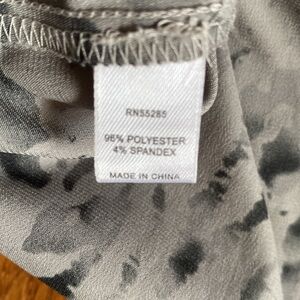 RN55285
96% POLYESTER
4% SPANDEX
MADE IN CHINA